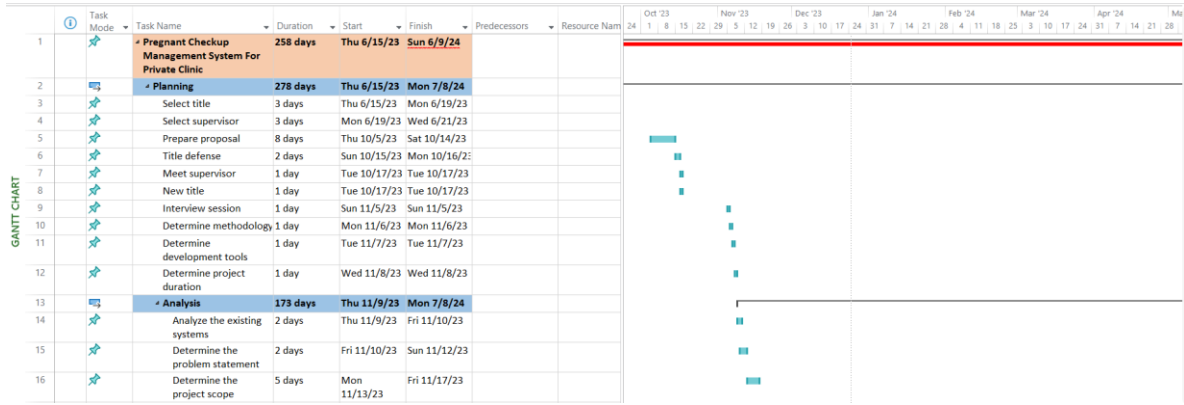 Task
Mode Task Name Duration Start Finish Predecessors Resource Nam
Oct '23 Nov '23 Dec '23 Jan '24 Feb '24 Mar '24 Apr '24 Ma
24 1 8 15 22 29 5 12 19 26 3 10 17 24 31 7 14 21 28 4 11 18 25 3 10 17 24 31 7 14 21 28
GANTT CHART
1 Pregnant Checkup 258 days Thu 6/15/23 Sun 6/9/24
Management System For
Private Clinic
2 Planning 278 days Thu 6/15/23 Mon 7/8/24
3 Select title 3 days Thu 6/15/23 Mon 6/19/23
4 Select supervisor 3 days Mon 6/19/23 Wed 6/21/23
5 Prepare proposal 8 days Thu 10/5/23 Sat 10/14/23
6 Title defense 2 days Sun 10/15/23 Mon 10/16/23
7 Meet supervisor 1 day Tue 10/17/23 Tue 10/17/23
8 New title 1 day Tue 10/17/23 Tue 10/17/23
9 Interview session 1 day Sun 11/5/23 Sun 11/5/23
10 Determine methodology 1 day Mon 11/6/23 Mon 11/6/23
11 Determine 1 day Tue 11/7/23 Tue 11/7/23
development tools
12 Determine project 1 day Wed 11/8/23 Wed 11/8/23
duration
13 Analysis 173 days Thu 11/9/23 Mon 7/8/24
14 Analyze the existing 2 days Thu 11/9/23 Fri 11/10/23
systems
15 Determine the 2 days Fri 11/10/23 Sun 11/12/23
problem statement
16 Determine the 5 days Mon Fri 11/17/23
project scope 11/13/23